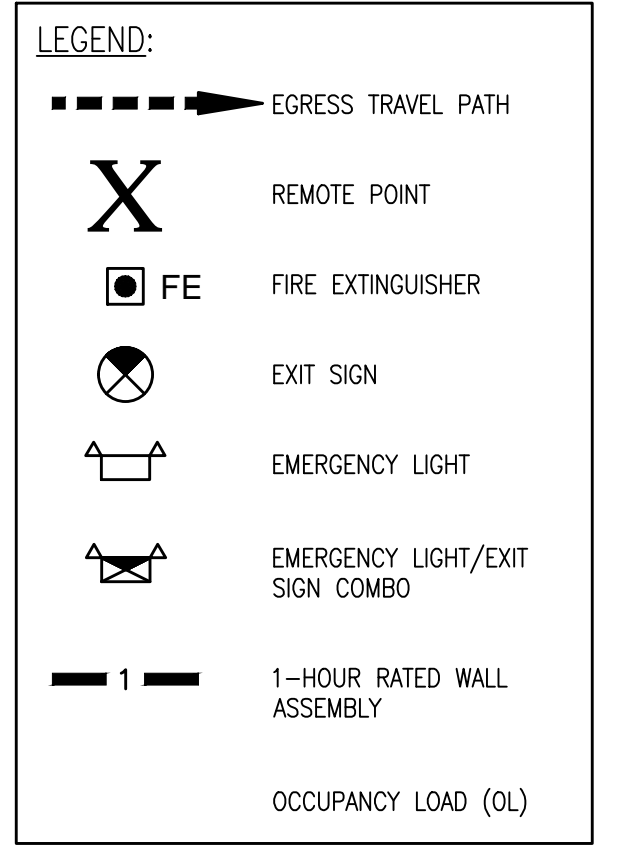 LEGEND:
EGRESS TRAVEL PATH
X
REMOTE POINT
FE
FIRE EXTINGUISHER
EXIT SIGN
EMERGENCY LIGHT
EMERGENCY LIGHT/EXIT
SIGN COMBO
1
1-HOUR RATED WALL
ASSEMBLY
OCCUPANCY LOAD (OL)